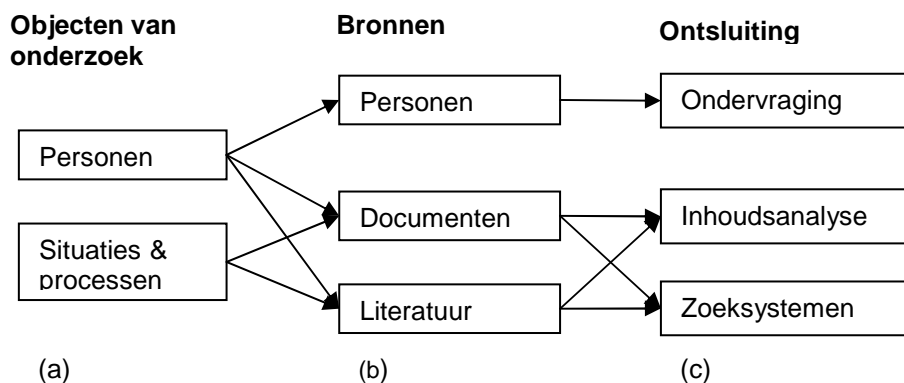 Objecten van
onderzoek
Bronnen
Ontsluiting
Personen
Situaties &
processen
Personen
Documenten
Literatuur
Ondervraging
Inhoudsanalyse
Zoeksystemen
(a)
(b)
(c)